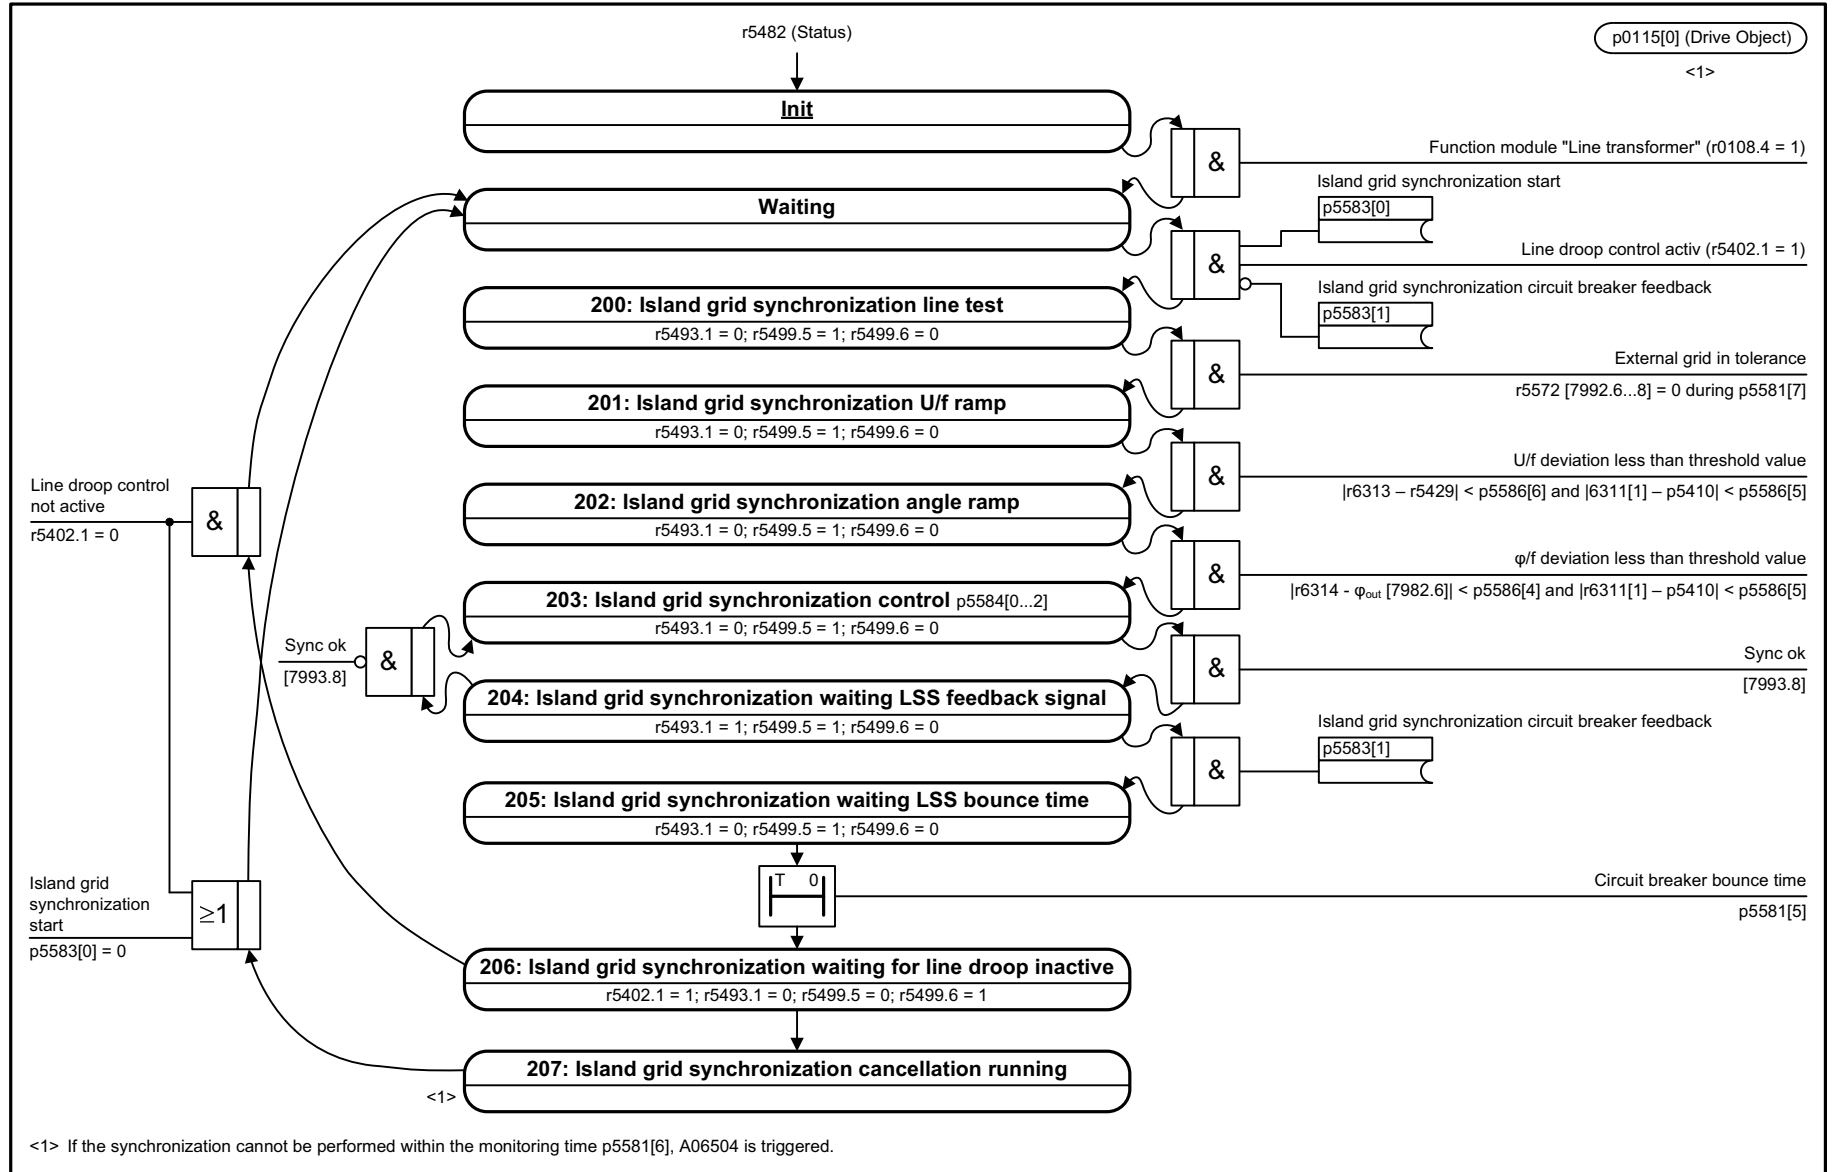 r5482 (Status)
p0115[0] (Drive Object)
<1>
Init
&
Function module "Line transformer" (r0108.4 = 1)
Waiting
Island grid synchronization start
p5583[0]
&
Line droop control activ (r5402.1 = 1)
Island grid synchronization circuit breaker feedback
p5583[1]
200: Island grid synchronization line test
r5493.1 = 0; r5499.5 = 1; r5499.6 = 0
&
External grid in tolerance
r5572 [7992.6...8] = 0 during p5581[7]
201: Island grid synchronization U/f ramp
r5493.1 = 0; r5499.5 = 1; r5499.6 = 0
&
U/f deviation less than threshold value
|r6313 – r5429| < p5586[6] and |6311[1] – p5410| < p5586[5]
202: Island grid synchronization angle ramp
r5493.1 = 0; r5499.5 = 1; r5499.6 = 0
Line droop control
not active
r5402.1 = 0
&
&
φ/f deviation less than threshold value
|r6314 - φout [7982.6]| < p5586[4] and |r6311[1] – p5410| < p5586[5]
203: Island grid synchronization control p5584[0...2]
r5493.1 = 0; r5499.5 = 1; r5499.6 = 0
Sync ok
[7993.8]
&
&
Sync ok
[7993.8]
204: Island grid synchronization waiting LSS feedback signal
r5493.1 = 1; r5499.5 = 1; r5499.6 = 0
Island grid synchronization circuit breaker feedback
p5583[1]
&
205: Island grid synchronization waiting LSS bounce time
r5493.1 = 0; r5499.5 = 1; r5499.6 = 0
T 0
Circuit breaker bounce time
p5581[5]
Island grid
synchronization
start
p5583[0] = 0
≥1
206: Island grid synchronization waiting for line droop inactive
r5402.1 = 1; r5493.1 = 0; r5499.5 = 0; r5499.6 = 1
207: Island grid synchronization cancellation running
<1>
<1> If the synchronization cannot be performed within the monitoring time p5581[6], A06504 is triggered.